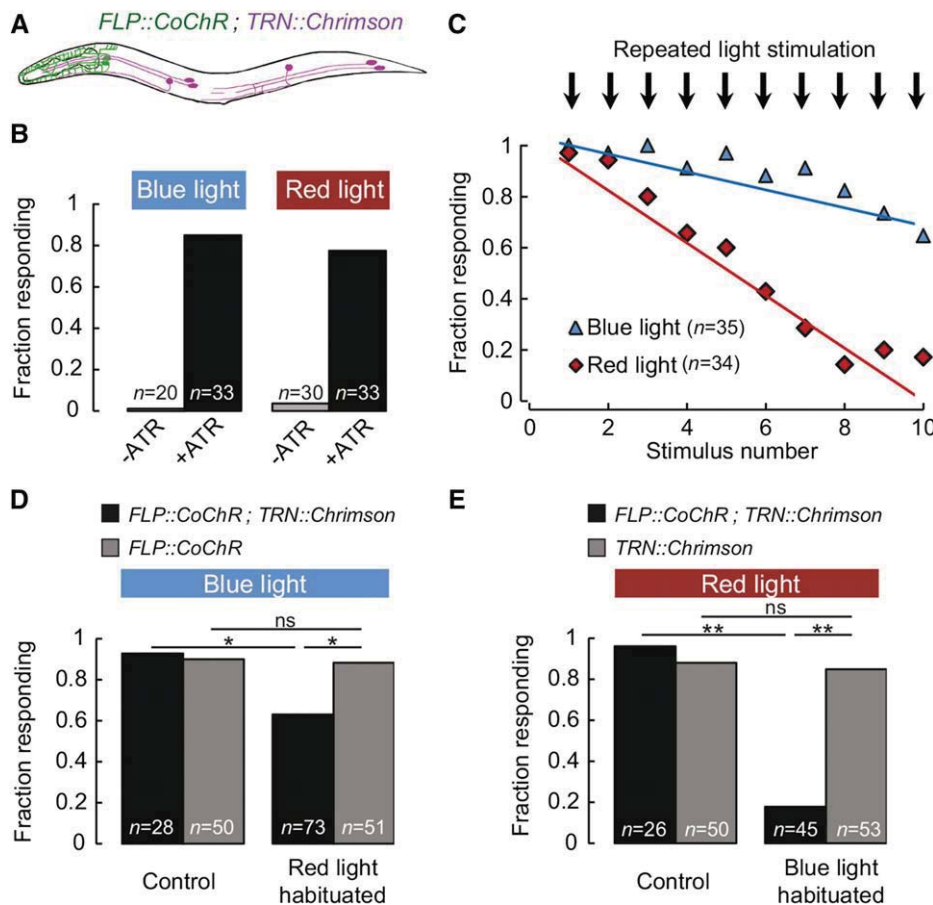 A
FLP::CoChR ; TRN::Chrimson
B
Blue light
Red light
Fraction responding
1
0.8
0.6
0.4
0.2
0
n=20
n=33
n=30
n=33
-ATR
+ATR
-ATR
+ATR
C
Repeated light stimulation
Fraction responding
1
0.8
0.6
0.4
0.2
0
Blue light (n=35)
Red light (n=34)
0 2 4 6 8 10
Stimulus number
D
FLP::CoChR ; TRN::Chrimson
FLP::CoChR
Blue light
ns
* *
Fraction responding
1
0.8
0.6
0.4
0.2
0
n=28
n=50
n=73
n=51
Control
Red light
habituated
E
FLP::CoChR ; TRN::Chrimson
TRN::Chrimson
Red light
ns
** **
Fraction responding
1
0.8
0.6
0.4
0.2
0
n=26
n=50
n=45
n=53
Control
Blue light
habituated